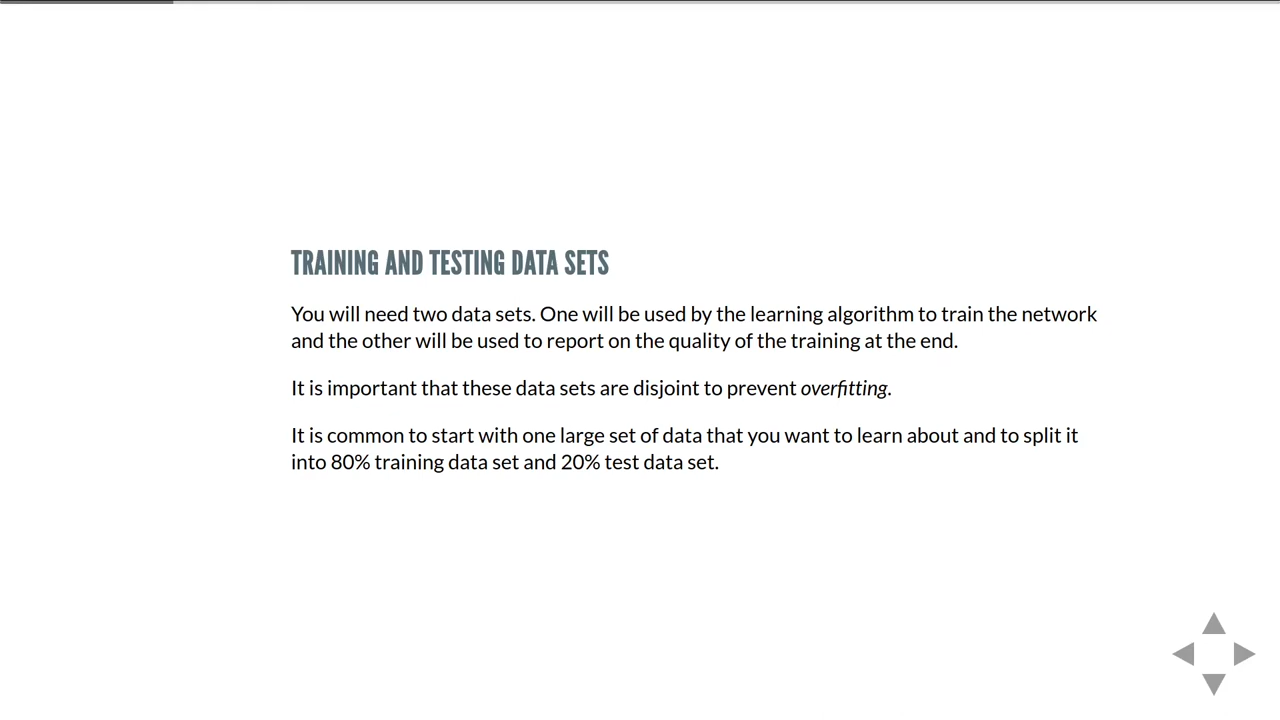 TRAINING AND TESTING DATA SETS
You will need two data sets. One will be used by the learning algorithm to train the network
and the other will be used to report on the quality of the training at the end.
It is important that these data sets are disjoint to prevent overfitting.
It is common to start with one large set of data that you want to learn about and to split it
into 80% training data set and 20% test data set.